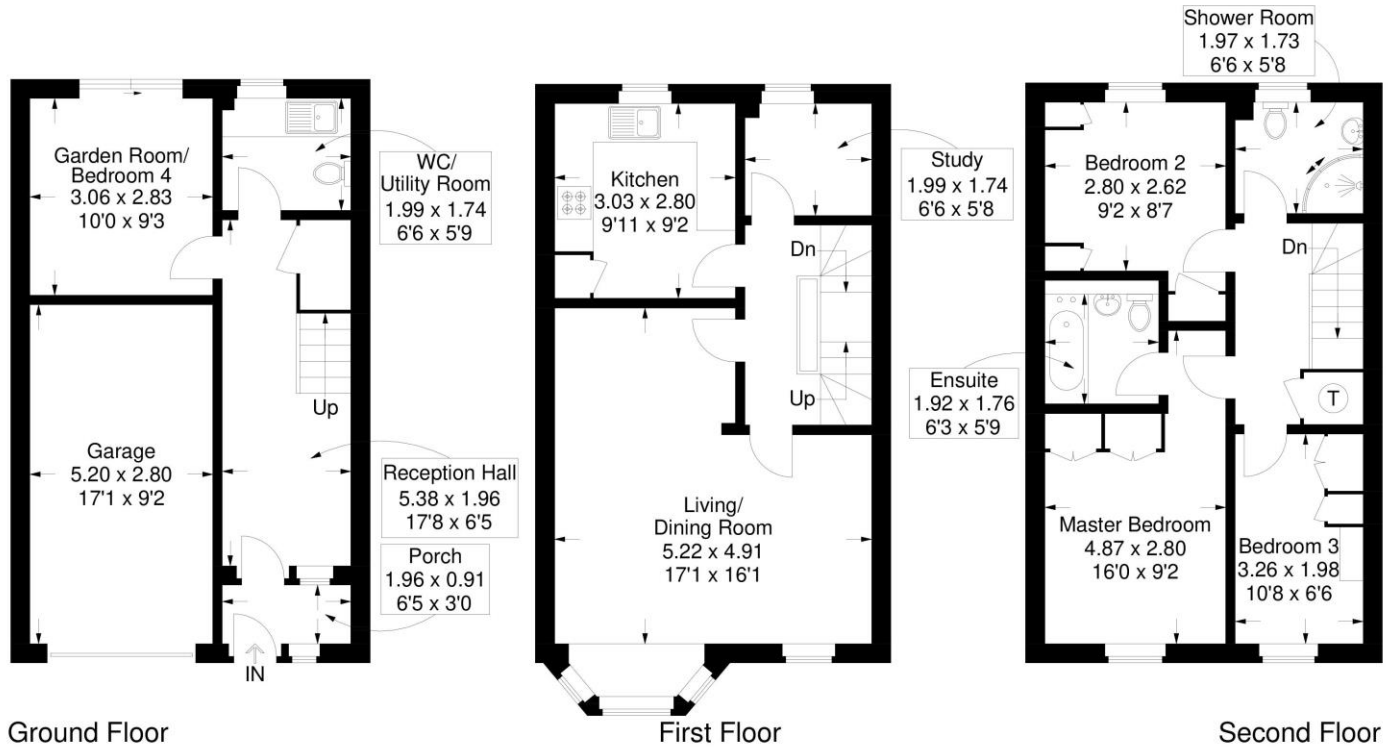 Garden Room/
Bedroom 4
3.06 x 2.83
10'0 x 9'3
WC/
Utility Room
1.99 x 1.74
6'6 x 5'9
Garage
5.20 x 2.80
17'1 x 9'2
Up
Reception Hall
5.38 x 1.96
17'8 x 6'5
Porch
1.96 x 0.91
6'5 x 3'0
IN
Ground Floor
Kitchen
3.03 x 2.80
9'11 x 9'2
Study
1.99 x 1.74
6'6 x 5'8
Dn
Up
Living/
Dining Room
5.22 x 4.91
17'1 x 16'1
First Floor
Shower Room
1.97 x 1.73
6'6 x 5'8
Bedroom 2
2.80 x 2.62
9'2 x 8'7
Dn
Ensuite
1.92 x 1.76
6'3 x 5'9
T
Master Bedroom
4.87 x 2.80
16'0 x 9'2
Bedroom 3
3.26 x 1.98
10'8 x 6'6
Second Floor